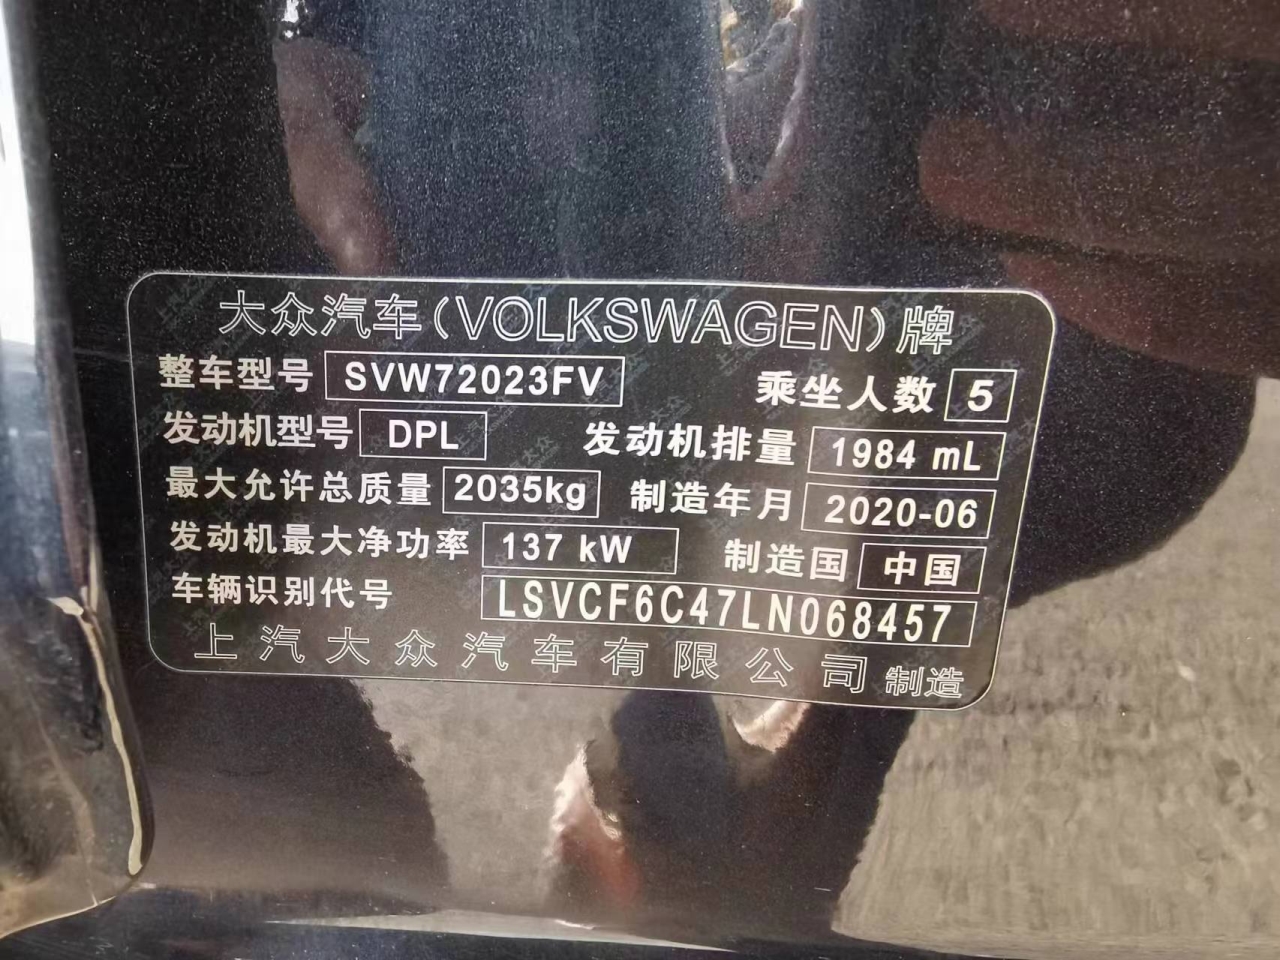 大众汽车(VOLKSWAGEN)牌
整车型号 SVW72023FV 乘坐人数 5
发动机型号 DPL 发动机排量 1984 mL
最大允许总质量 2035kg 制造年月 2020-06
发动机最大净功率 137 kW 制造国 中国
车辆识别代号 LSVCF6C47LN068457
上汽大众汽车有限公司 制造